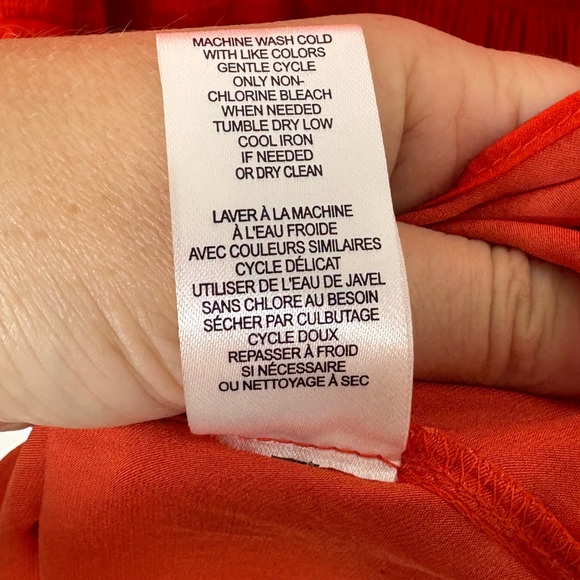 MACHINE WASH COLD
WITH LIKE COLORS
GENTLE CYCLE
ONLY NON-
CHLORINE BLEACH
WHEN NEEDED
TUMBLE DRY LOW
COOL IRON
IF NEEDED
OR DRY CLEAN
LAVER À LA MACHINE
À L'EAU FROIDE
AVEC COULEURS SIMILAIRES
CYCLE DÉLICAT
UTILISER DE L'EAU DE JAVEL
SANS CHLORE AU BESOIN
SÉCHER PAR CULBUTAGE
CYCLE DOUX
REPASSER À FROID
SI NÉCESSAIRE
OU NETTOYAGE À SEC